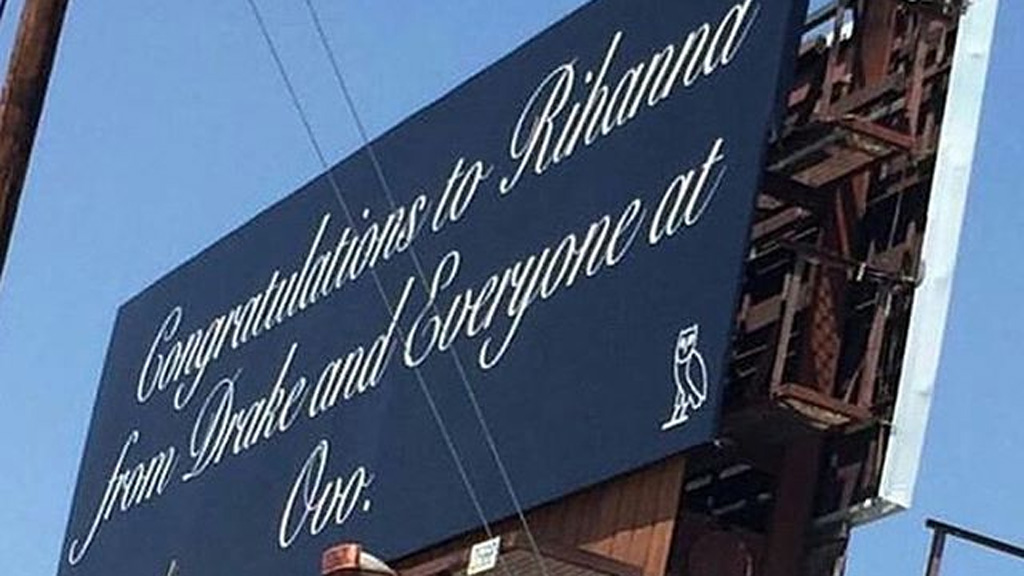 Congratulations to Rihanna
from Drake and Everyone at
Ovo.